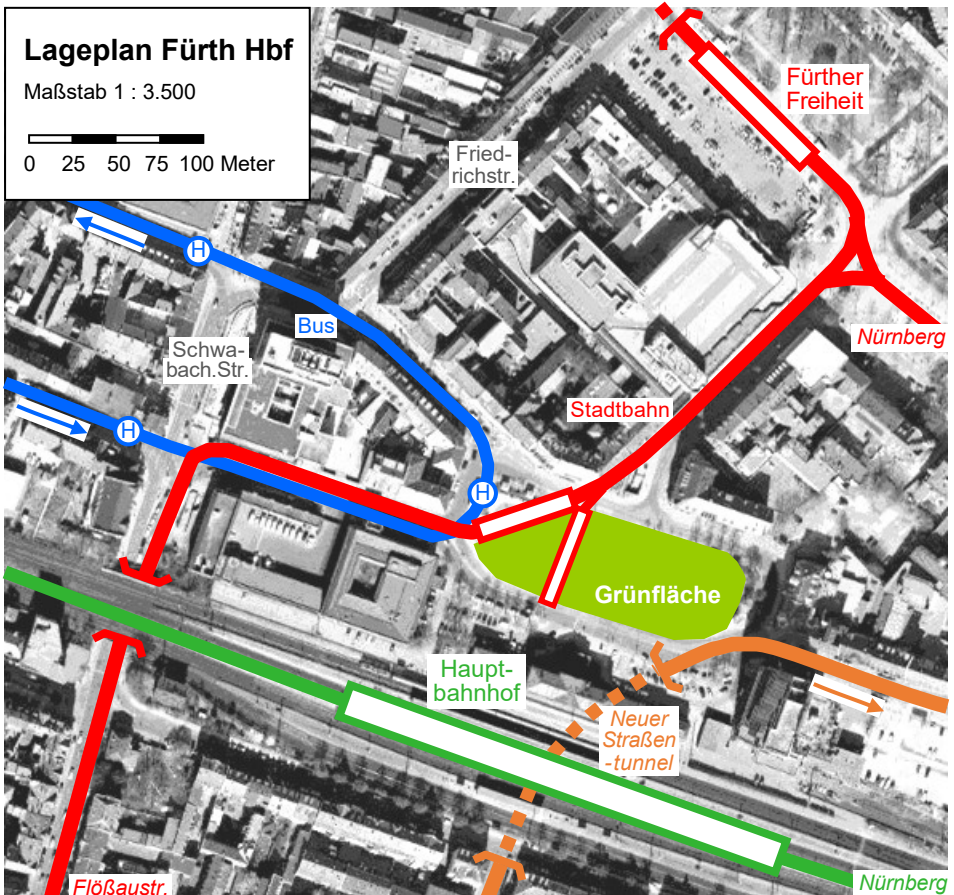 Lageplan Fürth Hbf
Maßstab 1 : 3.500
0 25 50 75 100 Meter
Fürther
Freiheit
Fried-
richstr.
H
Bus
Nürnberg
Schwa-
bach.Str.
Stadtbahn
H
H
Grünfläche
Haupt-
bahnhof
Neuer
Straßen
-tunnel
Flößaustr.
Nürnberg